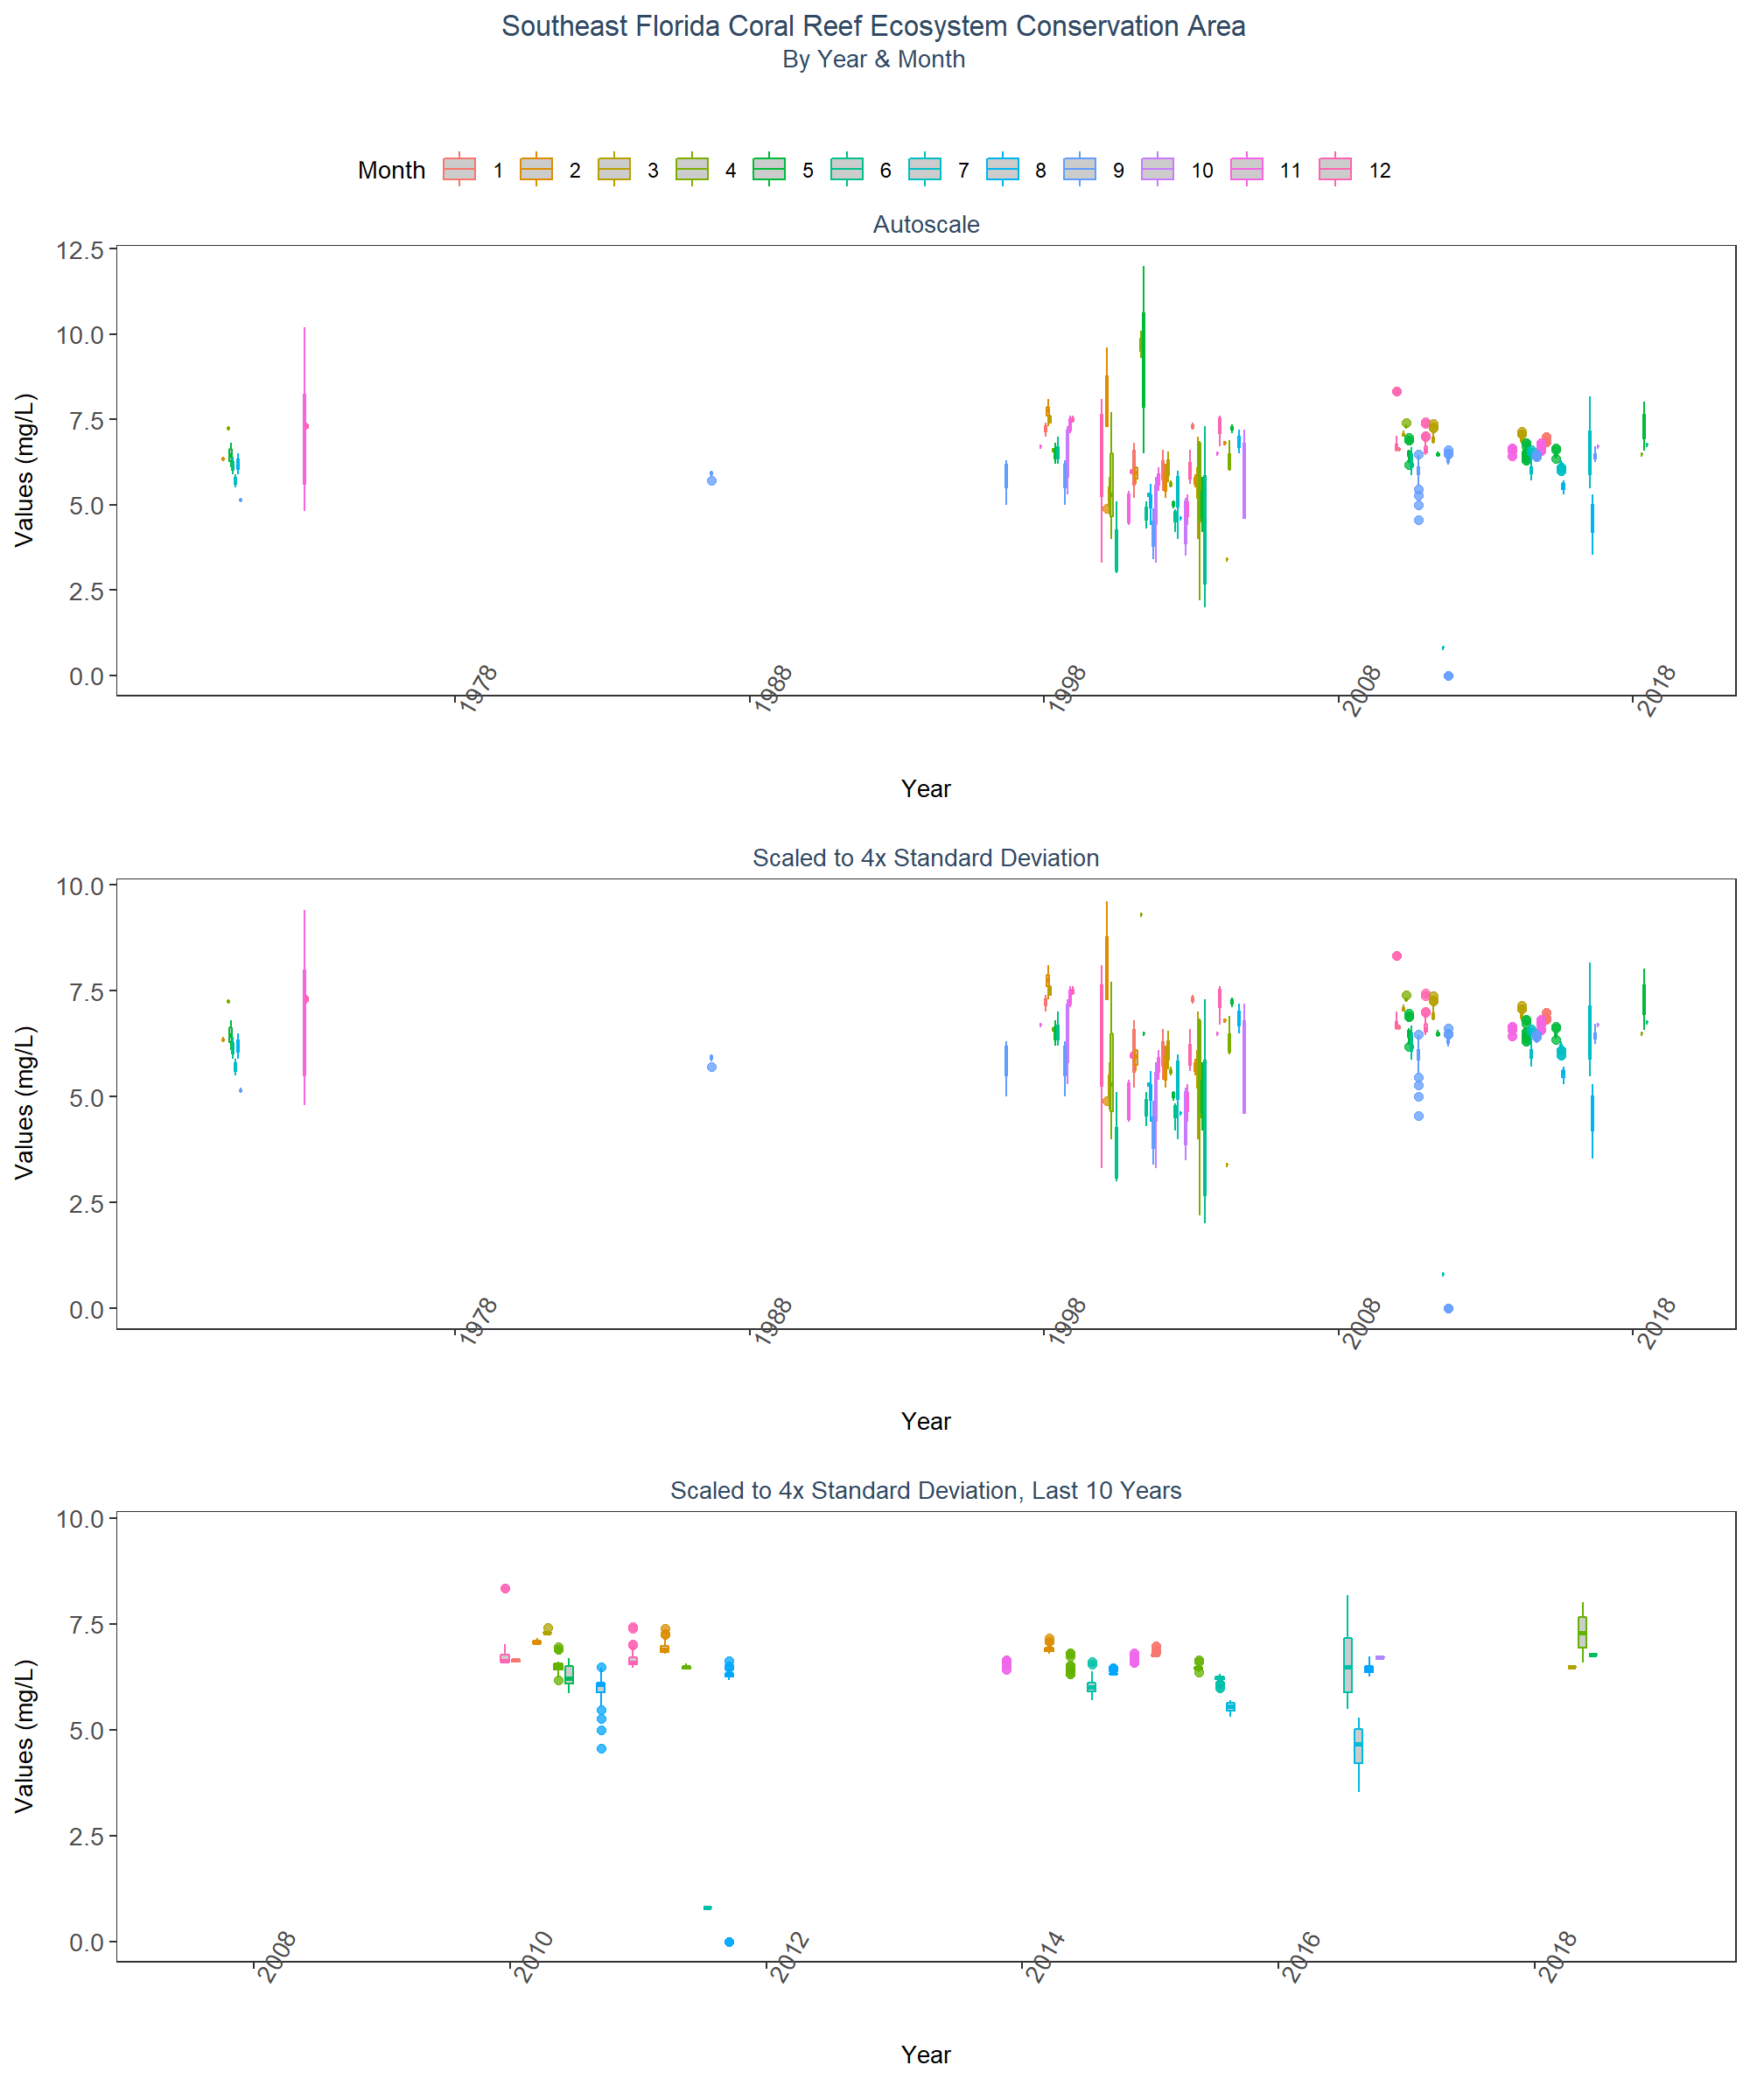 Southeast Florida Coral Reef Ecosystem Conservation Area
By Year & Month
Month 1 2 3 4 5 6 7 8 9 10 11 12
Autoscale
12.5
10.0
7.5
5.0
2.5
0.0
Values (mg/L)
1978 1988 1998 2008 2018
Year
Scaled to 4x Standard Deviation
10.0
7.5
5.0
2.5
0.0
Values (mg/L)
1978 1988 1998 2008 2018
Year
Scaled to 4x Standard Deviation, Last 10 Years
10.0
7.5
5.0
2.5
0.0
Values (mg/L)
2008 2010 2012 2014 2016 2018
Year